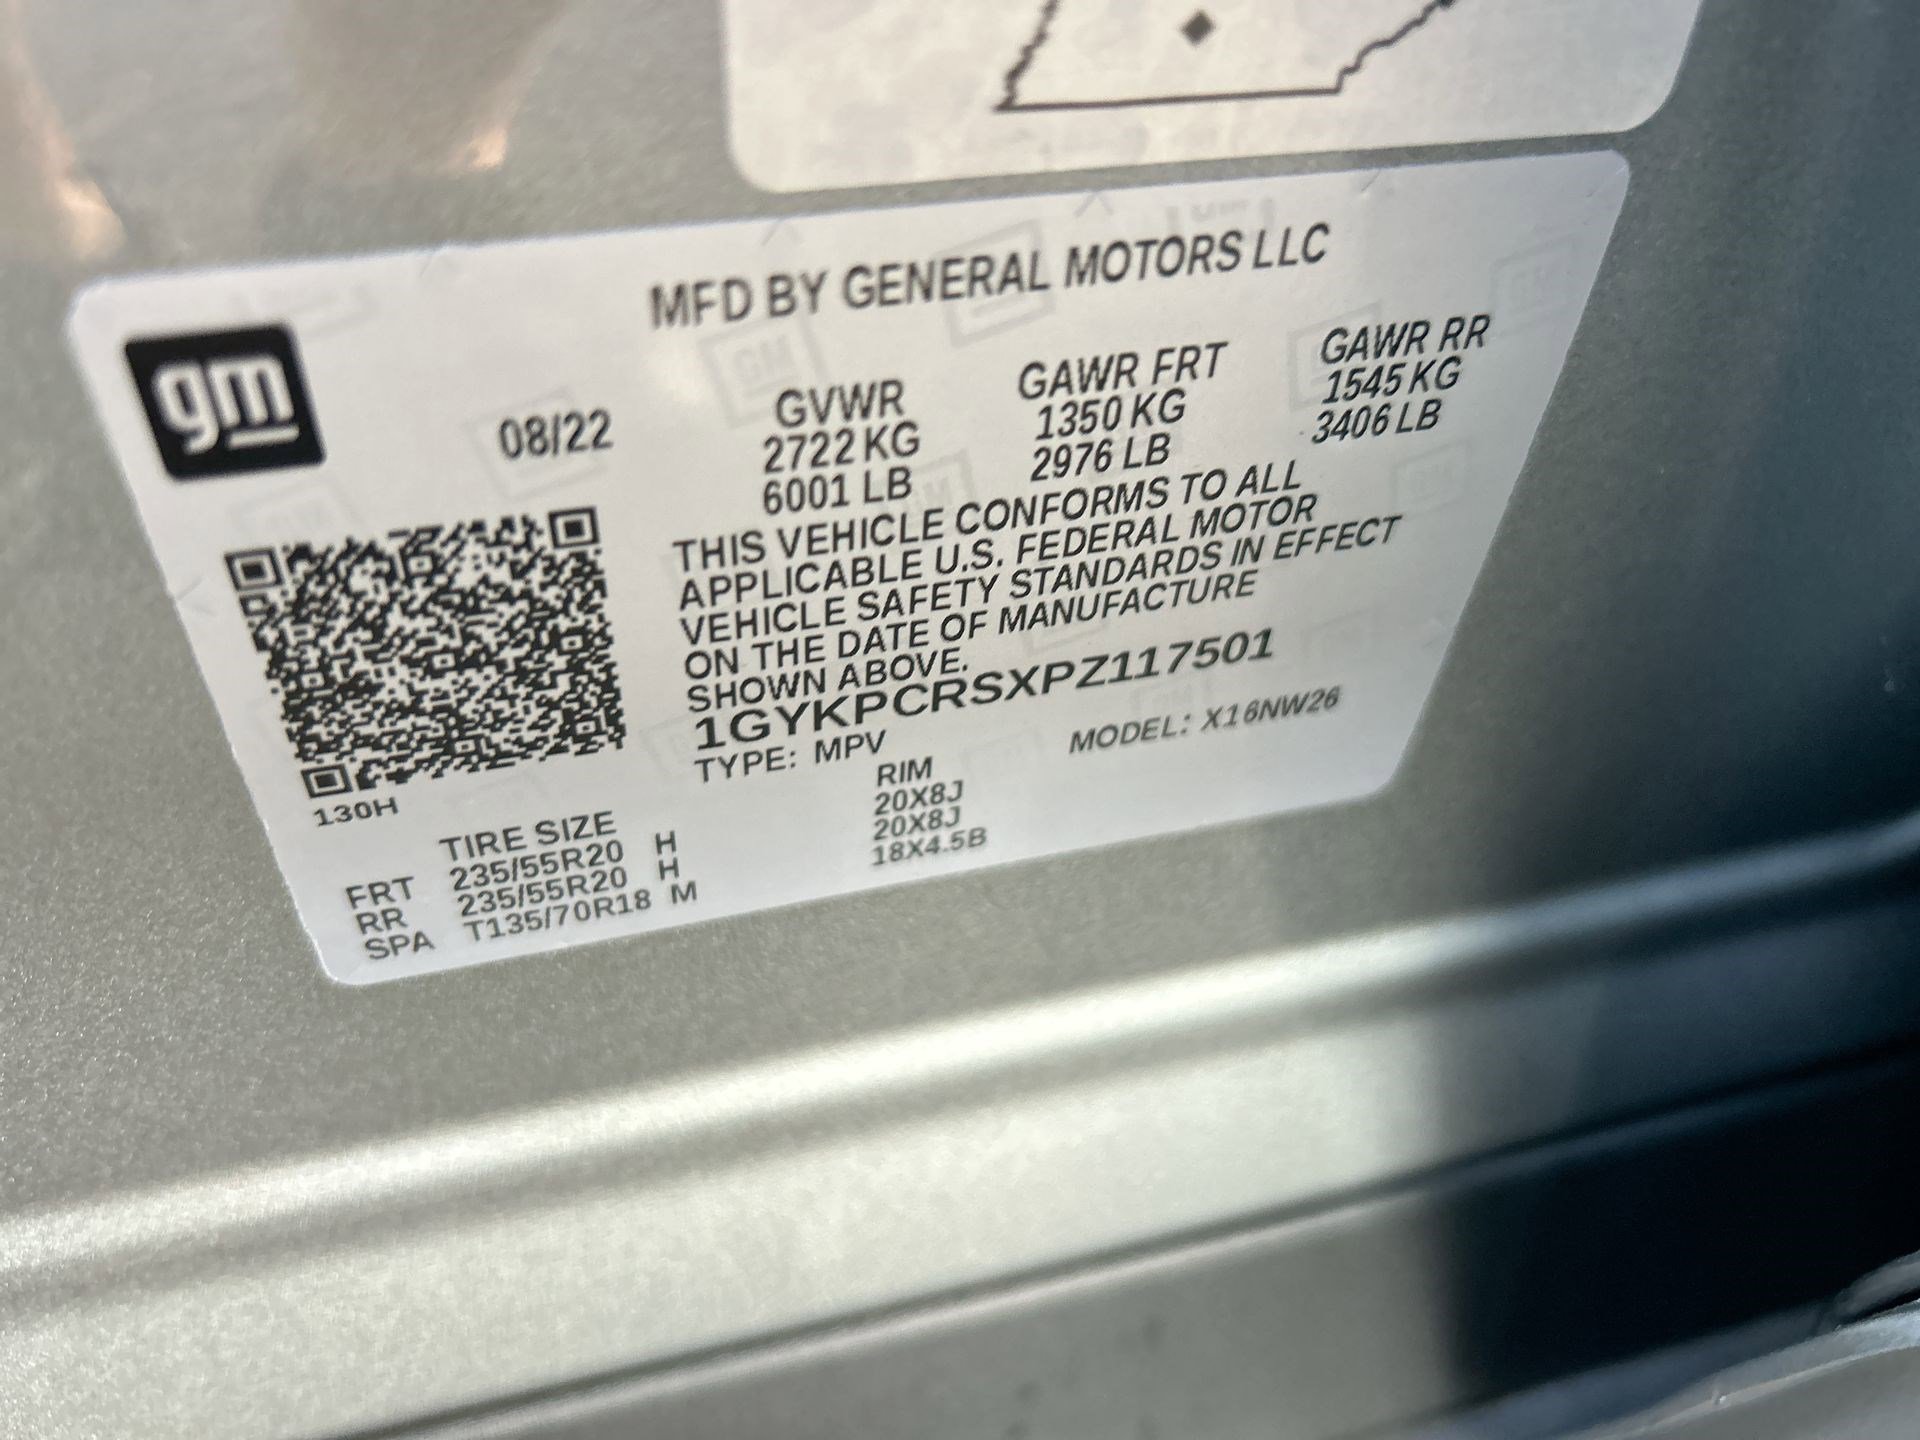 MFD BY GENERAL MOTORS LLC
gm
08/22
GVWR
2722 KG
6001 LB
GAWR FRT
1350 KG
2976 LB
GAWR RR
1545 KG
3406 LB
THIS VEHICLE CONFORMS TO ALL
APPLICABLE U.S. FEDERAL MOTOR
VEHICLE SAFETY STANDARDS IN EFFECT
ON THE DATE OF MANUFACTURE
SHOWN ABOVE.
1GYKPCRSXPZ117501
TYPE: MPV MODEL: X16NW26
130H
TIRE SIZE RIM
FRT 235/55R20 H 20X8J
RR 235/55R20 H 20X8J
SPA T135/70R18 M 18X4.5B